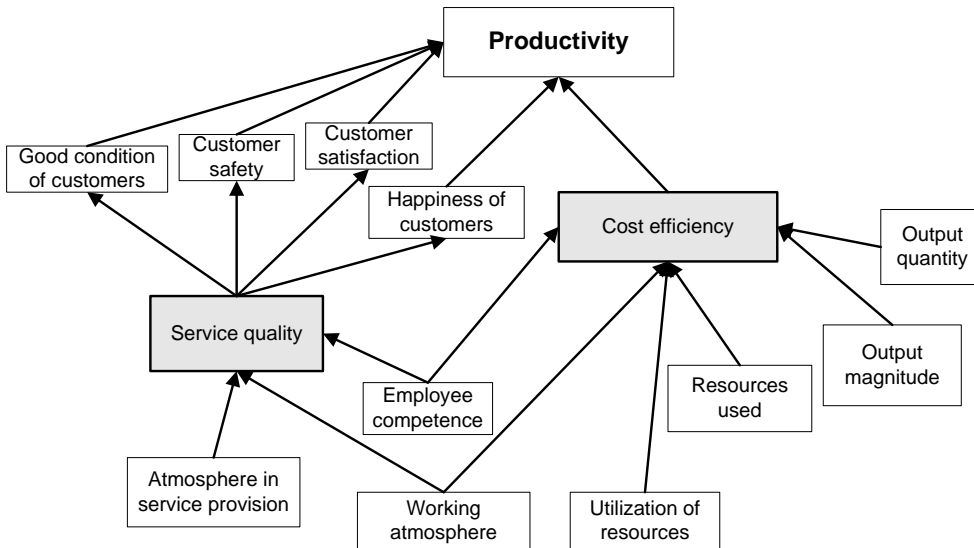 Productivity
Good condition
of customers
Customer
safety
Customer
satisfaction
Happiness of
customers
Cost efficiency
Output
quantity
Service quality
Employee
competence
Resources
used
Output
magnitude
Atmosphere in
service provision
Working
atmosphere
Utilization of
resources